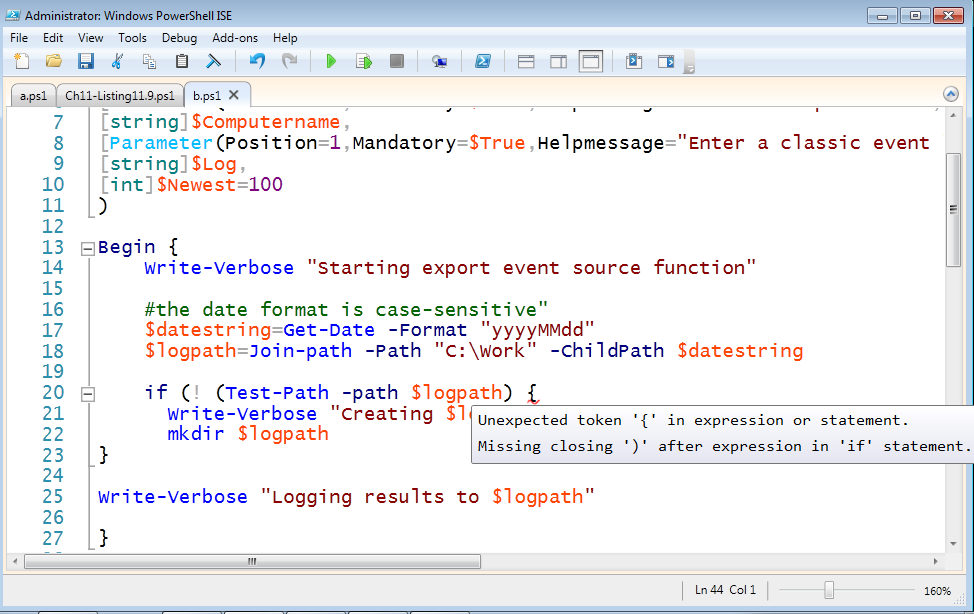 Administrator: Windows PowerShell ISE
File Edit View Tools Debug Add-ons Help
a.ps1 Ch11-Listing11.9.ps1 b.ps1
7 [string]$Computername,
8 [Parameter(Position=1,Mandatory=$True,Helpmessage="Enter a classic event
9 [string]$Log,
10 [int]$Newest=100
11 )
12
13 Begin {
14 Write-Verbose "Starting export event source function"
15
16 #the date format is case-sensitive"
17 $datestring=Get-Date -Format "yyyyMMdd"
18 $logpath=Join-path -Path "C:\Work" -ChildPath $datestring
19
20 if (! (Test-Path -path $logpath) {
21 Write-Verbose "Creating $lo
Unexpected token '{' in expression or statement.
Missing closing ')' after expression in 'if' statement.
22 mkdir $logpath
23 }
24
25 Write-Verbose "Logging results to $logpath"
26
27 }
Ln 44 Col 1 160%